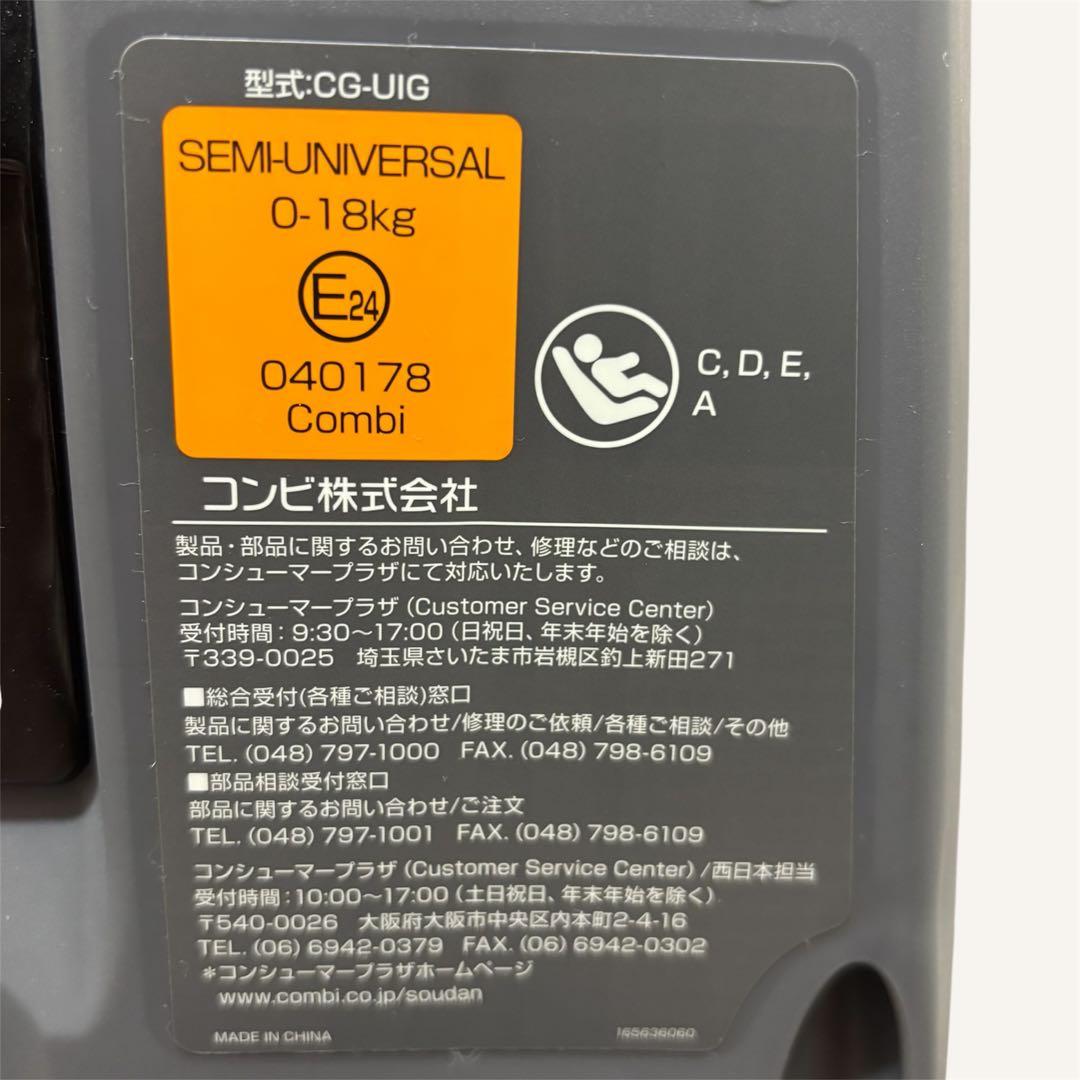 型式:CG-UIG
SEMI-UNIVERSAL
0-18kg
E24
040178
Combi
C, D, E,
A
コンビ株式会社
製品・部品に関するお問い合わせ、修理などのご相談は、
コンシューマープラザにて対応いたします。
コンシューマープラザ (Customer Service Center)
受付時間：9:30～17:00 (日祝日、年末年始を除く)
〒339-0025 埼玉県さいたま市岩槻区釣上新田271
■総合受付(各種ご相談)窓口
製品に関するお問い合わせ/修理のご依頼/各種ご相談/その他
TEL. (048) 797-1000 FAX. (048) 798-6109
■部品相談受付窓口
部品に関するお問い合わせ/ご注文
TEL. (048) 797-1001 FAX. (048) 798-6109
コンシューマープラザ (Customer Service Center) /西日本担当
受付時間：10:00～17:00 (土日祝日、年末年始を除く)
〒540-0026 大阪府大阪市中央区内本町2-4-16
TEL. (06) 6942-0379 FAX. (06) 6942-0302
＊コンシューマープラザホームページ
www.combi.co.jp/soudan
MADE IN CHINA
165636060